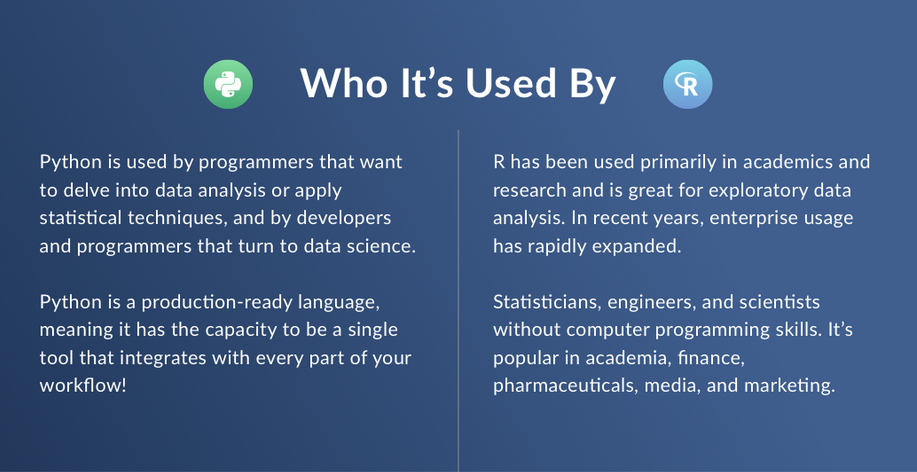 Who It's Used By
R
Python is used by programmers that want
to delve into data analysis or apply
statistical techniques, and by developers
and programmers that turn to data science.
Python is a production-ready language,
meaning it has the capacity to be a single
tool that integrates with every part of your
workflow!
R has been used primarily in academics and
research and is great for exploratory data
analysis. In recent years, enterprise usage
has rapidly expanded.
Statisticians, engineers, and scientists
without computer programming skills. It's
popular in academia, finance,
pharmaceuticals, media, and marketing.